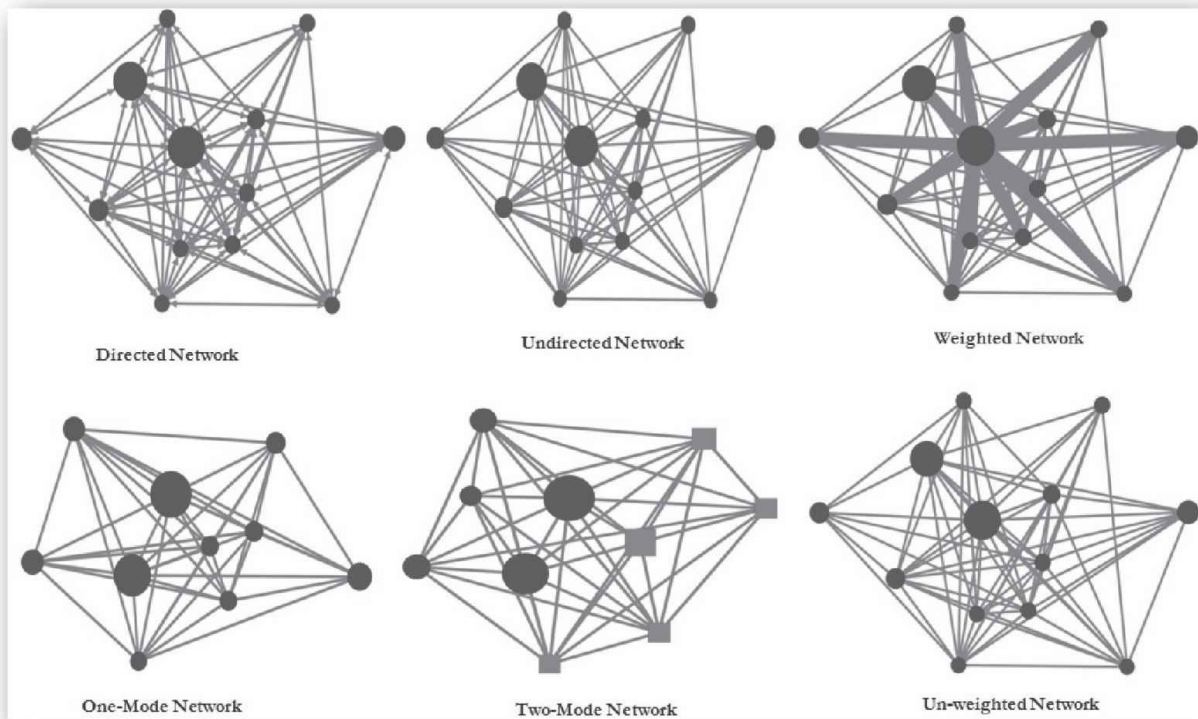 Directed Network
Undirected Network
Weighted Network
One-Mode Network
Two-Mode Network
Un-weighted Network